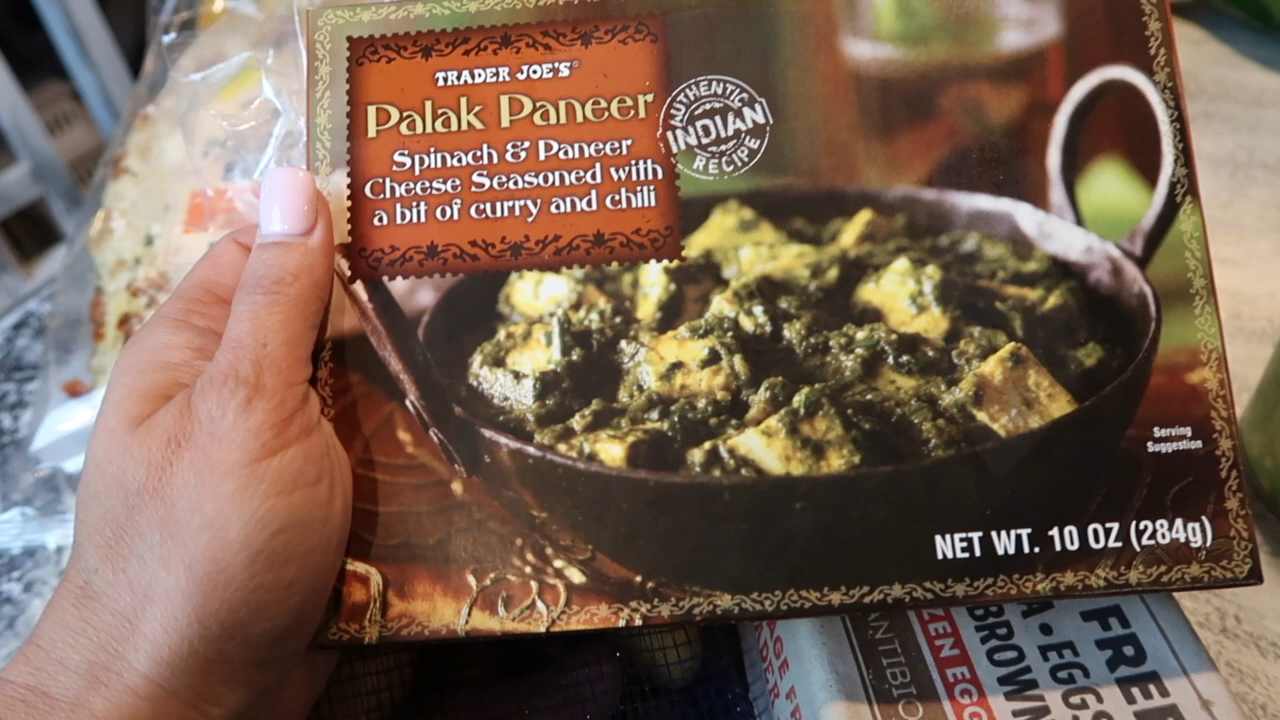 TRADER JOE'S
Palak Paneer
Spinach & Paneer
Cheese Seasoned with
a bit of curry and chili
AUTHENTIC
INDIAN
RECIPE
Serving
Suggestion
NET WT. 10 OZ (284g)
BROWN